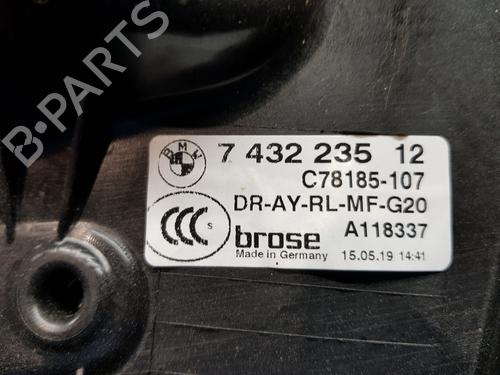 B-PARTS
BMW
7 432 235 12
C78185-107
DR-AY-RL-MF-G20
CCC S
A118337
brose
Made in Germany
15.05.19 14:41